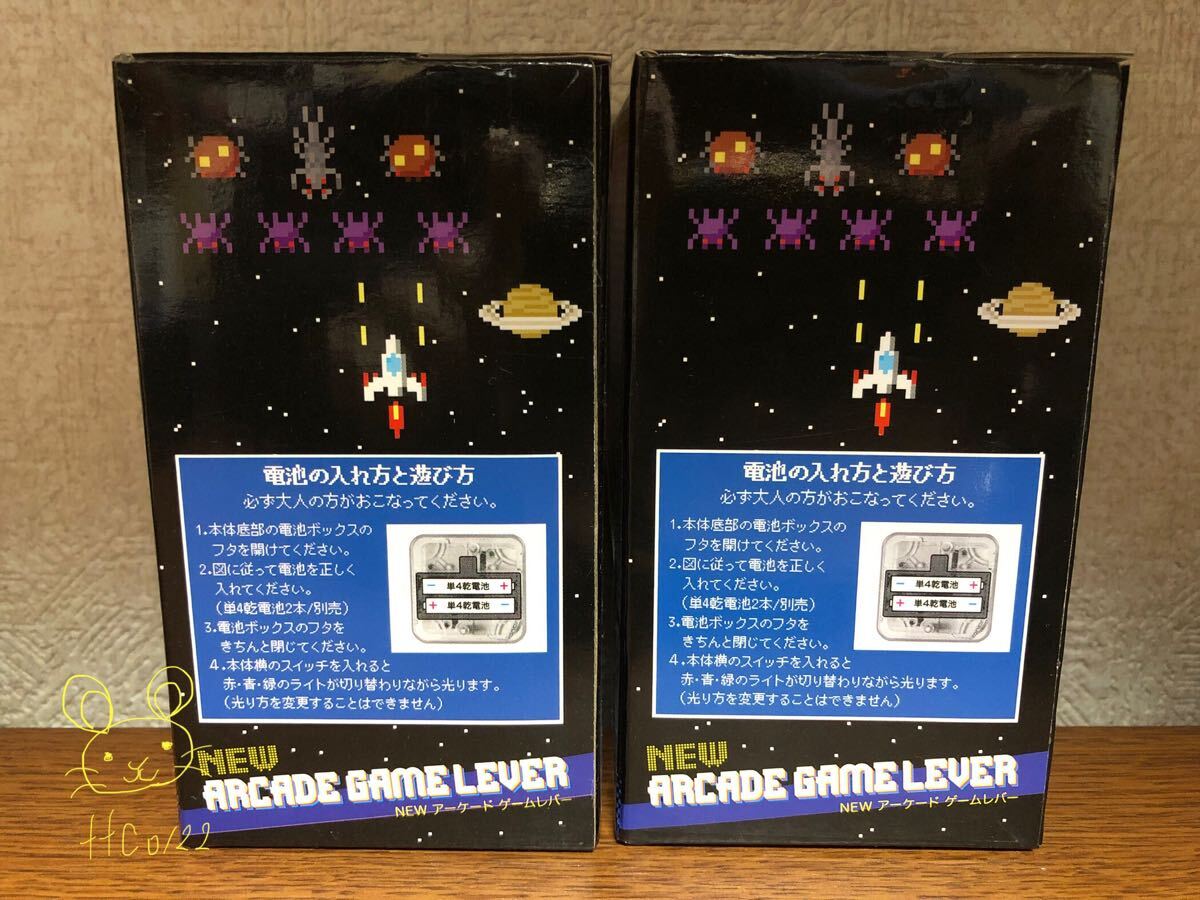 電池の入れ方と遊び方
必ず大人の方がおこなってください。
1.本体底部の電池ボックスの
フタを開けてください。
2.図に従って電池を正しく
入れてください。
(単4乾電池2本/別売)
3.電池ボックスのフタを
きちんと閉じてください。
4.本体横のスイッチを入れると
赤・青・緑のライトが切り替わりながら光ります。
(光り方を変更することはできません)
- 単4乾電池 +
+ 単4乾電池 -
NEW
ARCADE GAME LEVER
NEW アーケード ゲームレバー
電池の入れ方と遊び方
必ず大人の方がおこなってください。
1.本体底部の電池ボックスの
フタを開けてください。
2.図に従って電池を正しく
入れてください。
(単4乾電池2本/別売)
3.電池ボックスのフタを
きちんと閉じてください。
4.本体横のスイッチを入れると
赤・青・緑のライトが切り替わりながら光ります。
(光り方を変更することはできません)
- 単4乾電池 +
+ 単4乾電池 -
NEW
ARCADE GAME LEVER
NEW アーケード ゲームレバー